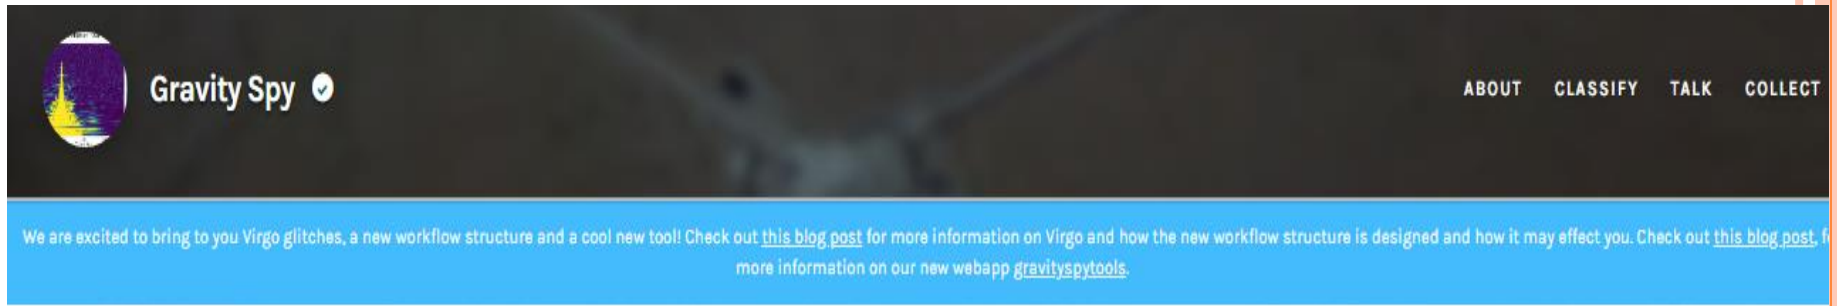 Gravity Spy
ABOUT CLASSIFY TALK COLLECT
We are excited to bring to you Virgo glitches, a new workflow structure and a cool new tool! Check out this blog post for more information on Virgo and how the new workflow structure is designed and how it may effect you. Check out this blog post,
more information on our new webapp gravityspytools.